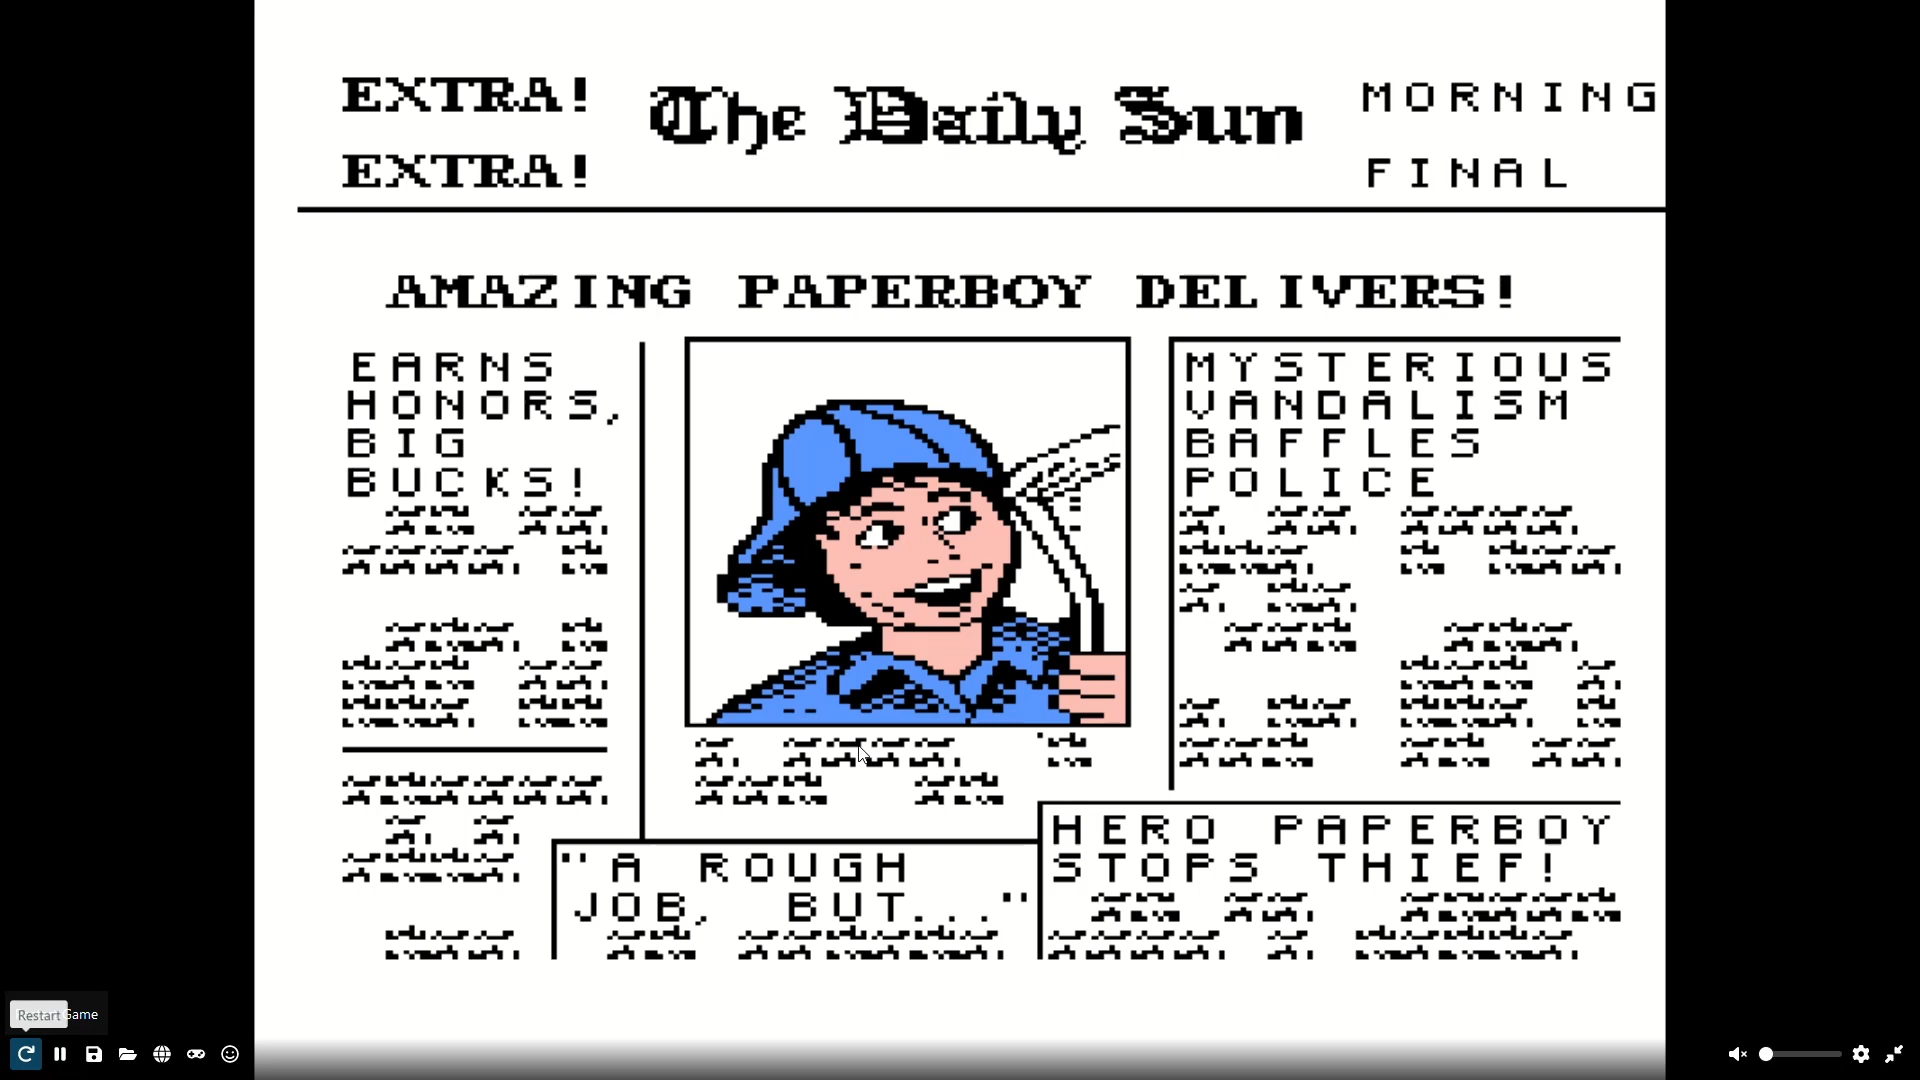 EXTRA!
EXTRA!
The Daily Sun
MORNING
FINAL
AMAZING PAPERBOY DELIVERS!
EARNS
HONORS,
BIG
BUCKS!
MYSTERIOUS
VANDALISM
BAFFLES
POLICE
"A ROUGH
JOB, BUT..."
HERO PAPERBOY
STOPS THIEF!
Restart
Game